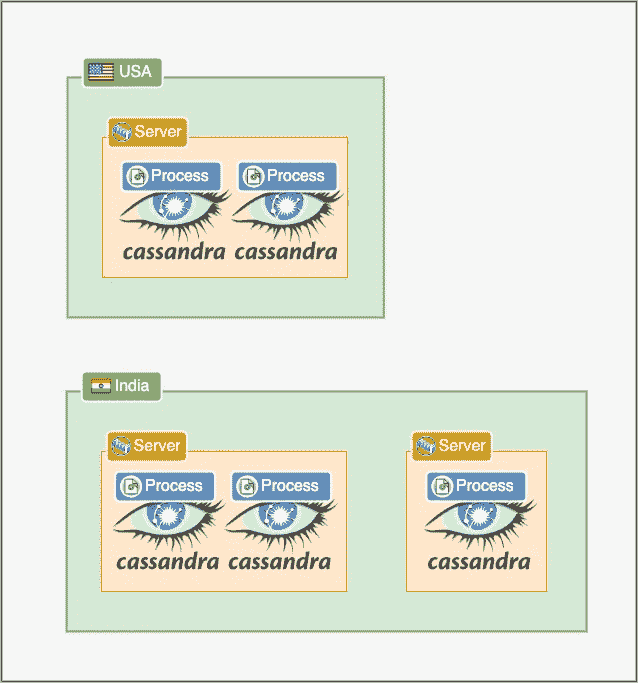 USA
Server
Process Process
cassandra cassandra
India
Server Server
Process Process Process
cassandra cassandra cassandra